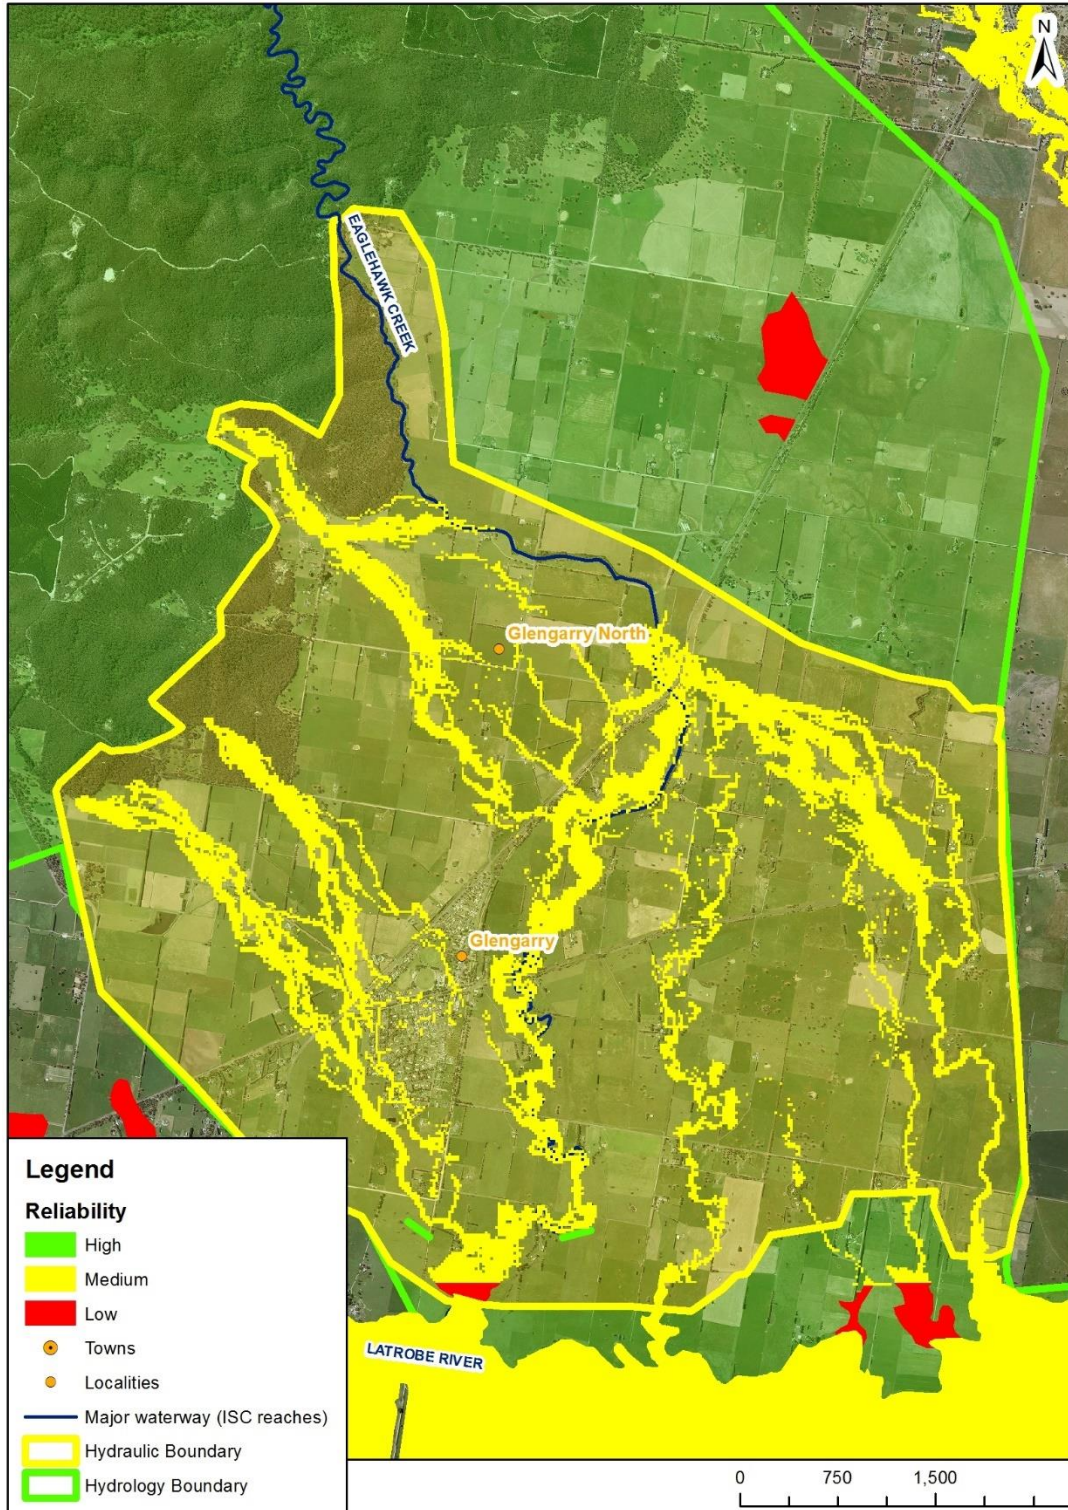 N
EAGLEHAWK CREEK
Glengarry North
Glengarry
LATROBE RIVER
Legend
Reliability
High
Medium
Low
Towns
Localities
Major waterway (ISC reaches)
Hydraulic Boundary
Hydrology Boundary
0 750 1,500